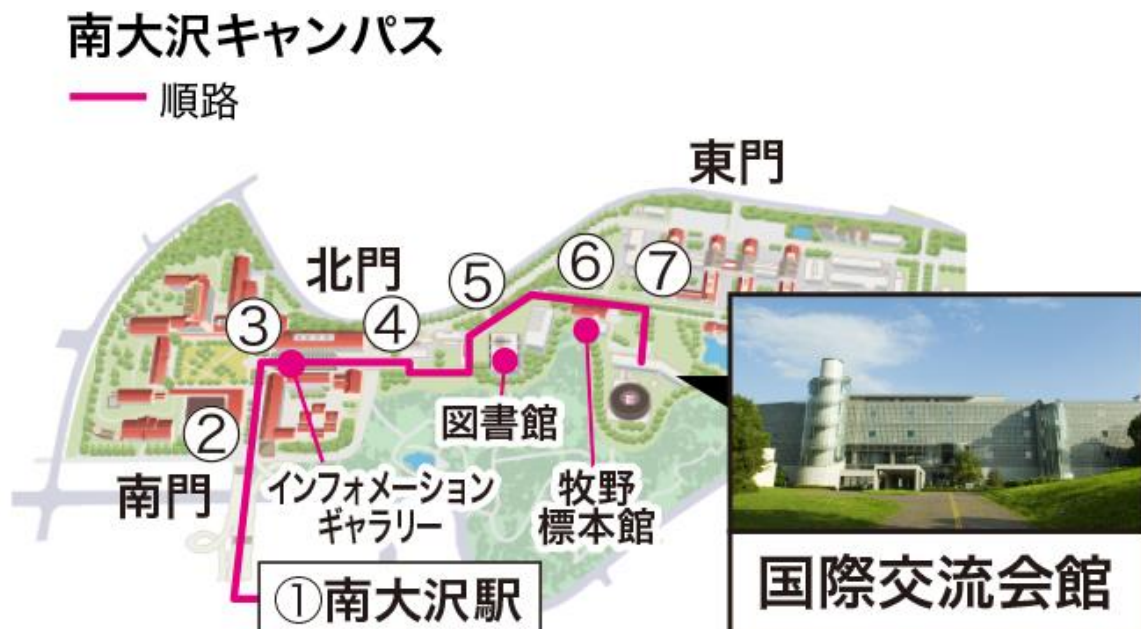 南大沢キャンパス
順路
東門
北門
⑤
⑥
⑦
③
④
②
図書館
南門
インフォメーション
ギャラリー
牧野
標本館
①南大沢駅
国際交流会館